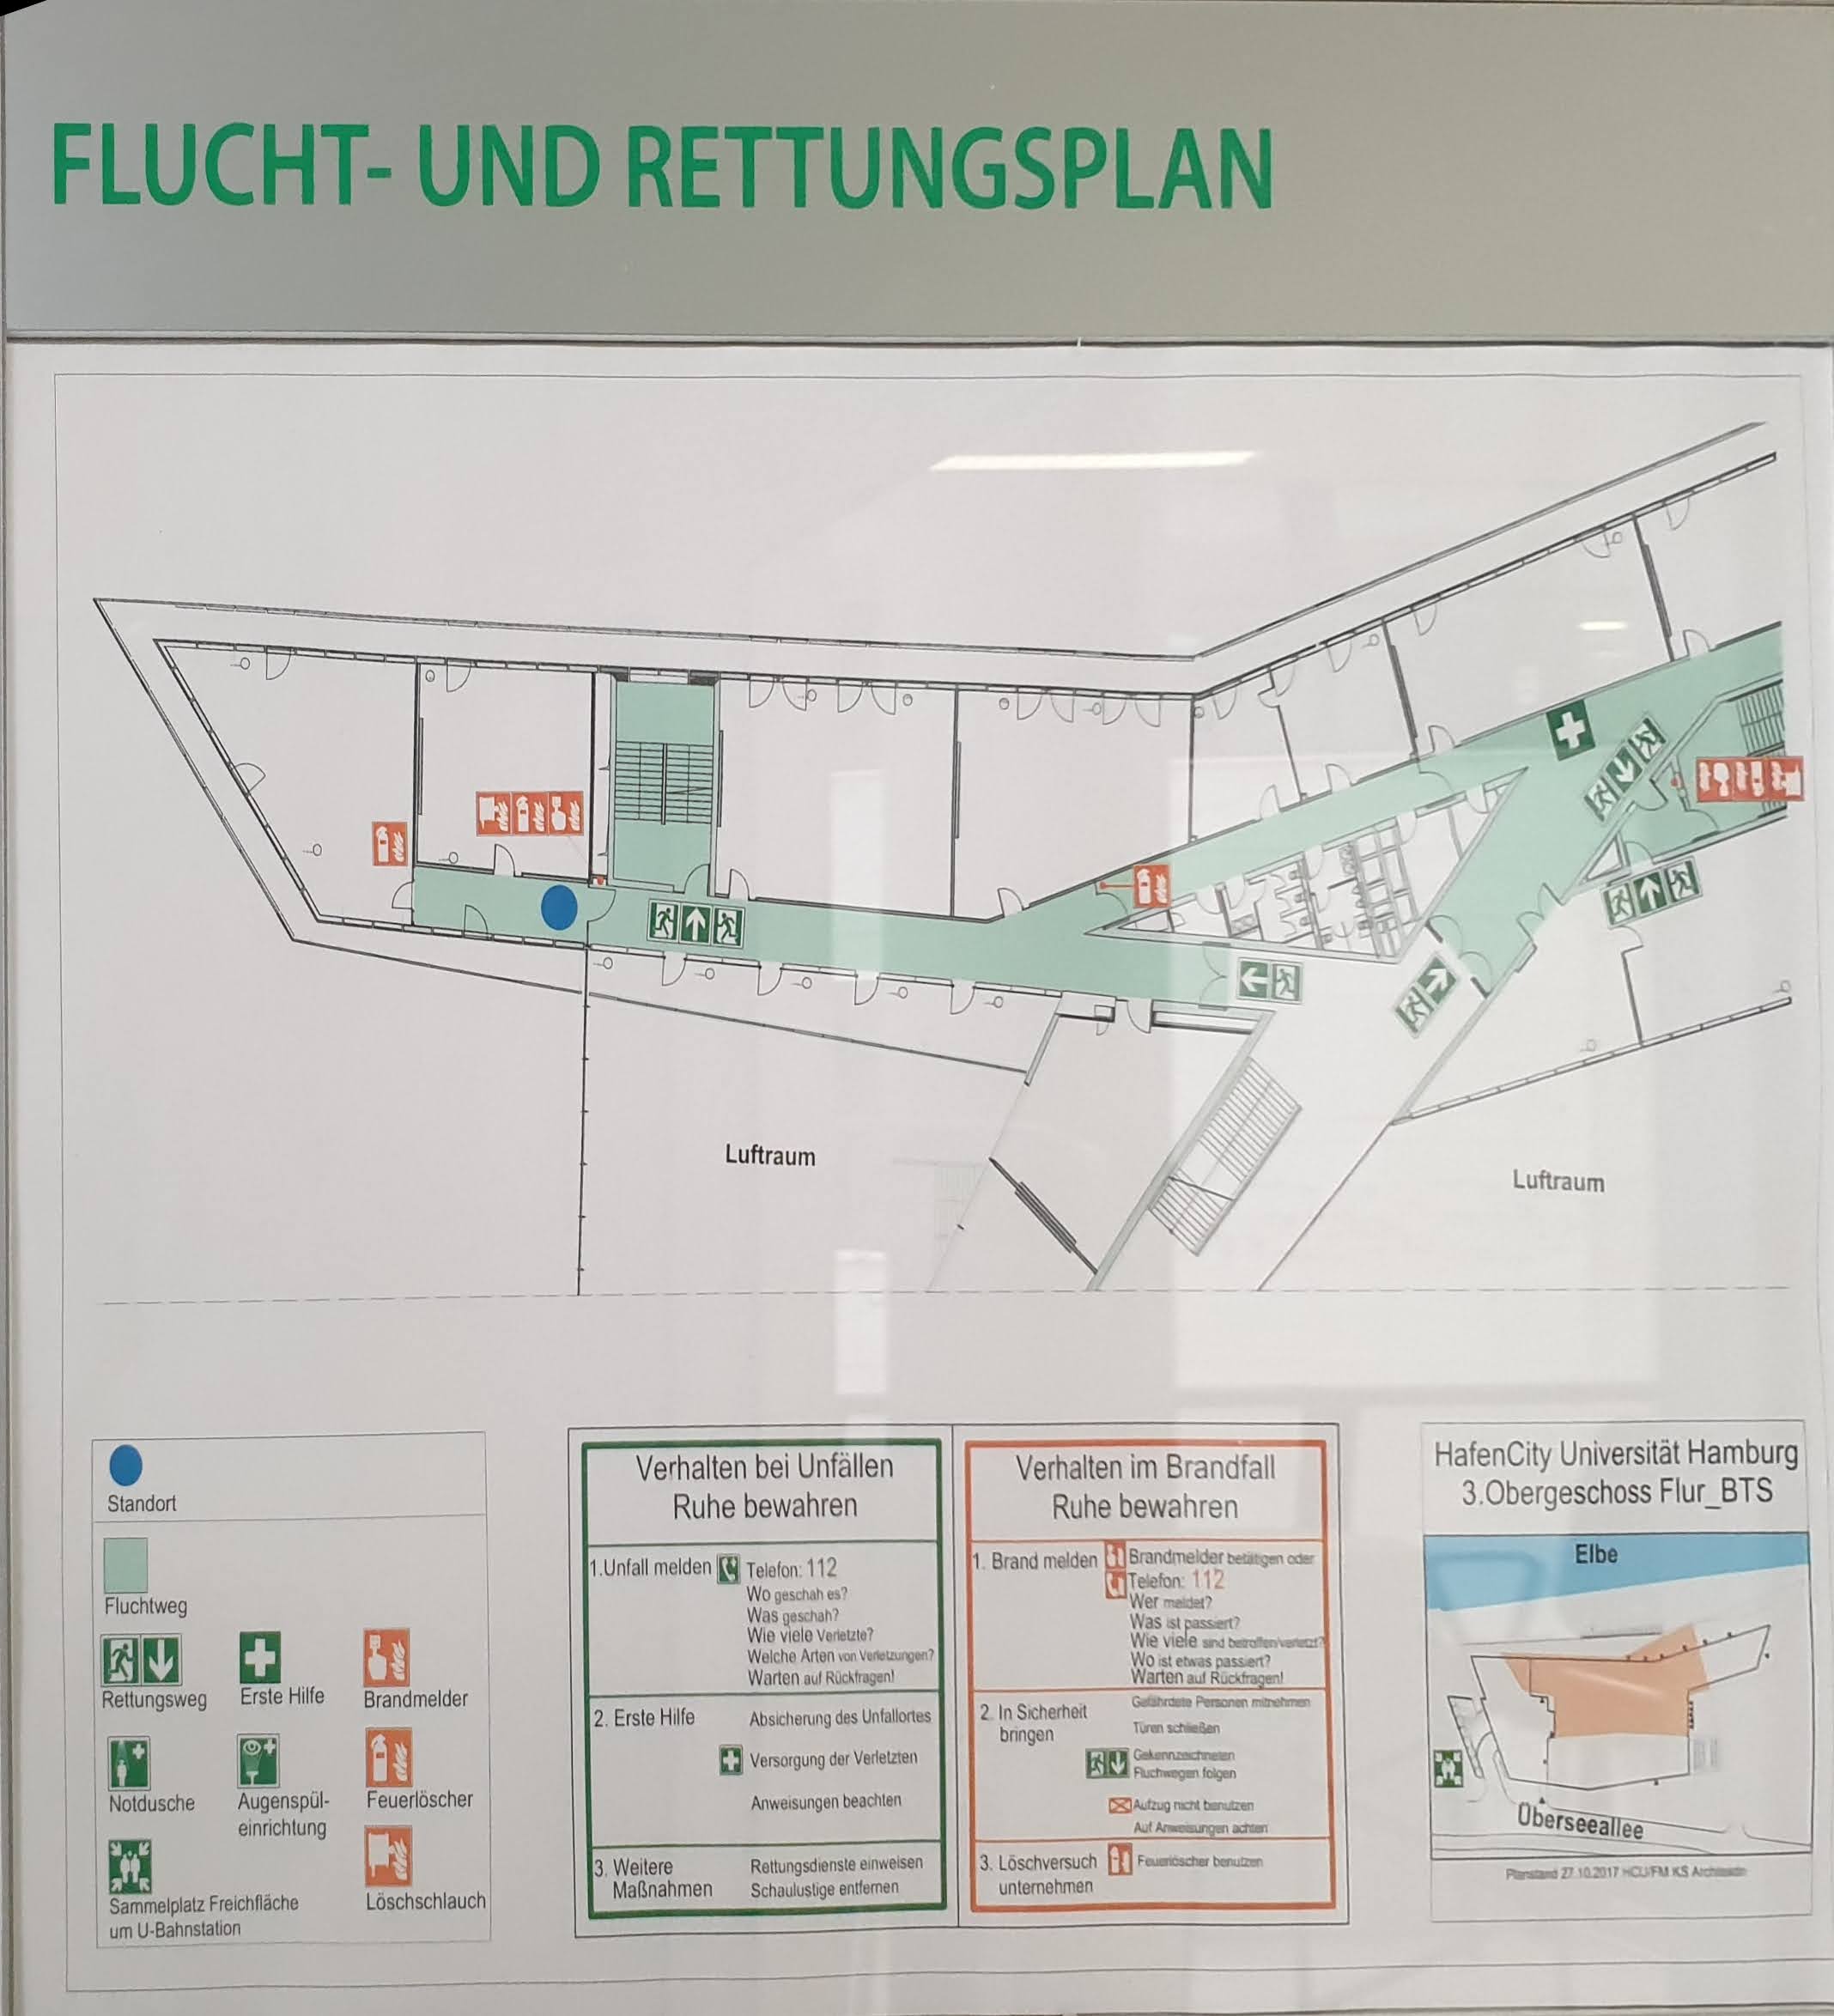 FLUCHT- UND RETTUNGSPLAN
Luftraum
Luftraum
Standort
Fluchtweg
Rettungsweg
Erste Hilfe
Brandmelder
Notdusche
Augenspül-
einrichtung
Feuerlöscher
Sammelplatz Freichfläche
um U-Bahnstation
Löschschlauch
Verhalten bei Unfällen
Ruhe bewahren
1.Unfall melden Telefon: 112
Wo geschah es?
Was geschah?
Wie viele Verletzte?
Welche Arten von Verletzungen?
Warten auf Rückfragen!
2. Erste Hilfe Absicherung des Unfallortes
Versorgung der Verletzten
Anweisungen beachten
3. Weitere Rettungsdienste einweisen
Maßnahmen Schaulustige entfernen
Verhalten im Brandfall
Ruhe bewahren
1. Brand melden Brandmelder betätigen oder
Telefon: 112
Wer meldet?
Was ist passiert?
Wie viele sind betroffen/verletzt?
Wo ist etwas passiert?
Warten auf Rückfragen!
2. In Sicherheit Gefährdete Personen mitnehmen
bringen Türen schließen
Gekennzeichneten
Fluchwegen folgen
Aufzug nicht benutzen
Auf Anweisungen achten
3. Löschversuch Feuerlöscher benutzen
unternehmen
HafenCity Universität Hamburg
3.Obergeschoss Flur_BTS
Elbe
Überseeallee
Planstand 27.10.2017 HCU/FM KS